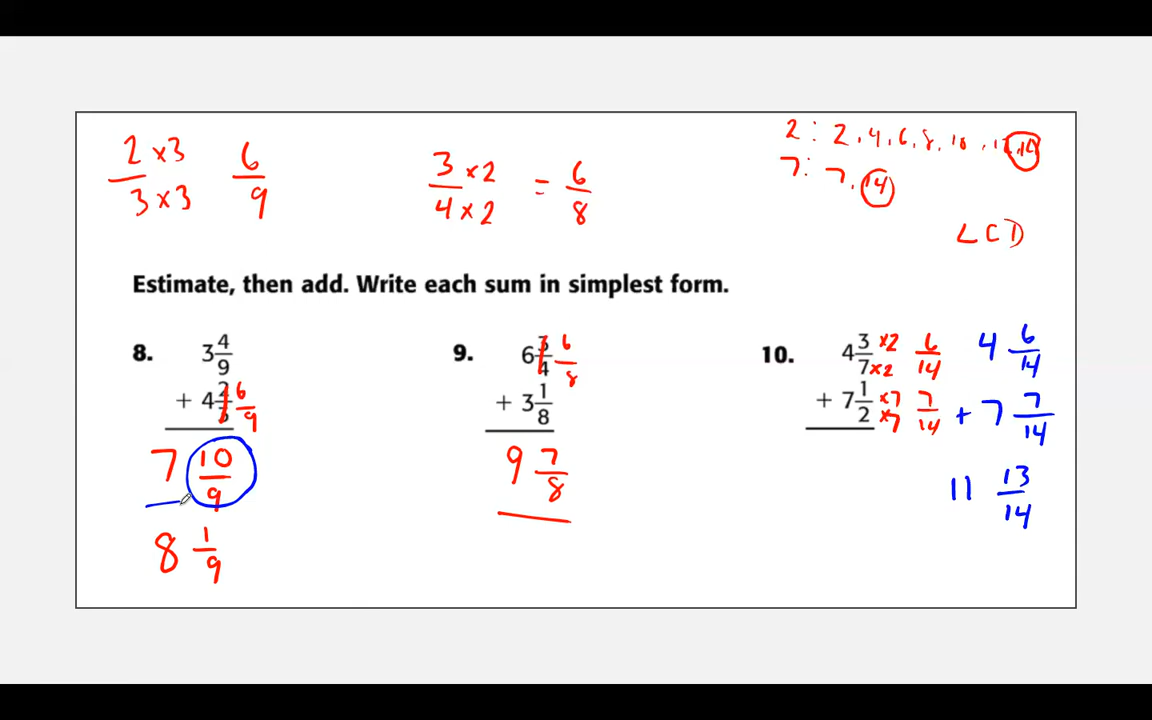 2 ×3 / 3 ×3 6/9
3 ×2 / 4 ×2 = 6/8
2 : 2, 4, 6, 8, 10, 12, 14
7 : 7, 14
LCD
Estimate, then add. Write each sum in simplest form.
8. 3 4/9
+ 4 6/9
7 10/9
8 1/9
9. 6 3/4 6/8
+ 3 1/8
9 7/8
10. 4 3/7 ×2 ×2 6/14 4 6/14
+ 7 1/2 ×7 ×7 7/14 + 7 7/14
11 13/14